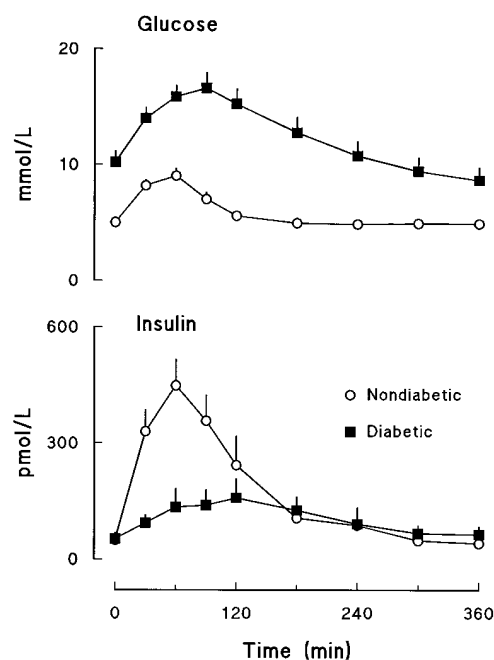 Glucose
20
10
0
mmol/L
Insulin
600
300
0
pmol/L
Nondiabetic
Diabetic
0 120 240 360
Time (min)